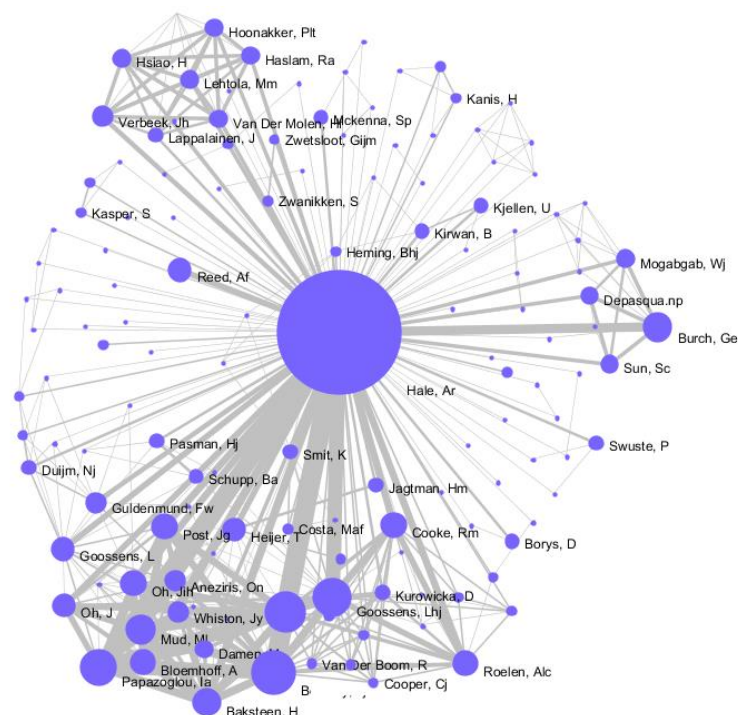 Hoonakker, Plt
Haslam, Ra
Hsiao, H
Lehtola, Mm
Kanis, H
Verbeek, Jh
Van Der Molen, Hf
Mckenna, Sp
Lappalainen, J
Zwetsloot, Gijm
Zwanikken, S
Kasper, S
Kjellen, U
Kirwan, B
Heming, Bhj
Mogabgab, Wj
Reed, Af
Depasqua.np
Burch, Ge
Sun, Sc
Hale, Ar
Pasman, Hj
Smit, K
Swuste, P
Duijm, Nj
Schupp, Ba
Jagtman, Hm
Guldenmund, Fw
Post, Jg
Heijer, T
Costa, Maf
Cooke, Rm
Borys, D
Goossens, L
Oh, Jih
Aneziris, On
Kurowicka, D
Oh, J
Whiston, Jy
Goossens, Lhj
Mud, Ml
Damen,
Bloemhoff, A
Van Der Boom, R
Roelen, Alc
Papazoglou, Ia
Cooper, Cj
Baksteen, H